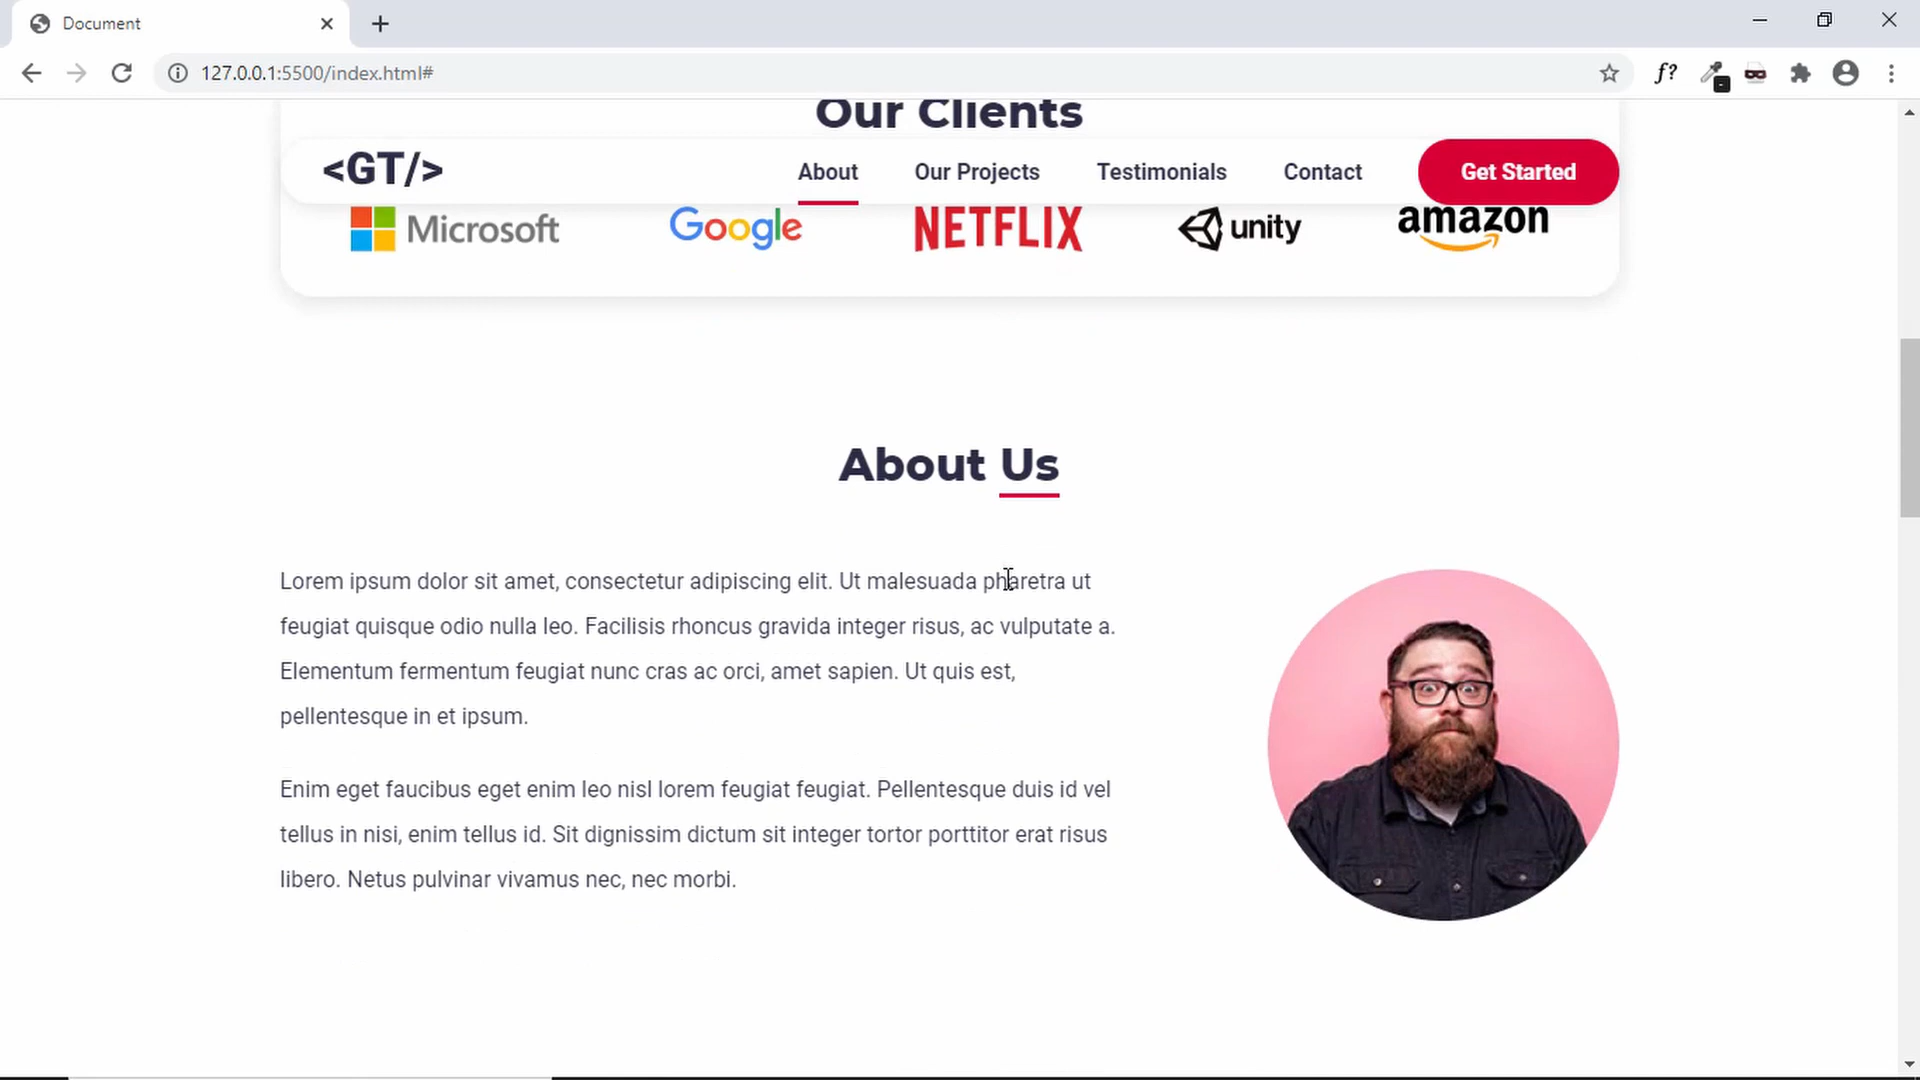 Document
127.0.0.1:5500/index.html#
f?
Our Clients
<GT/>
About
Our Projects
Testimonials
Contact
Get Started
Microsoft
Google
NETFLIX
unity
amazon
About Us
Lorem ipsum dolor sit amet, consectetur adipiscing elit. Ut malesuada pharetra ut
feugiat quisque odio nulla leo. Facilisis rhoncus gravida integer risus, ac vulputate a.
Elementum fermentum feugiat nunc cras ac orci, amet sapien. Ut quis est,
pellentesque in et ipsum.
Enim eget faucibus eget enim leo nisl lorem feugiat feugiat. Pellentesque duis id vel
tellus in nisi, enim tellus id. Sit dignissim dictum sit integer tortor porttitor erat risus
libero. Netus pulvinar vivamus nec, nec morbi.